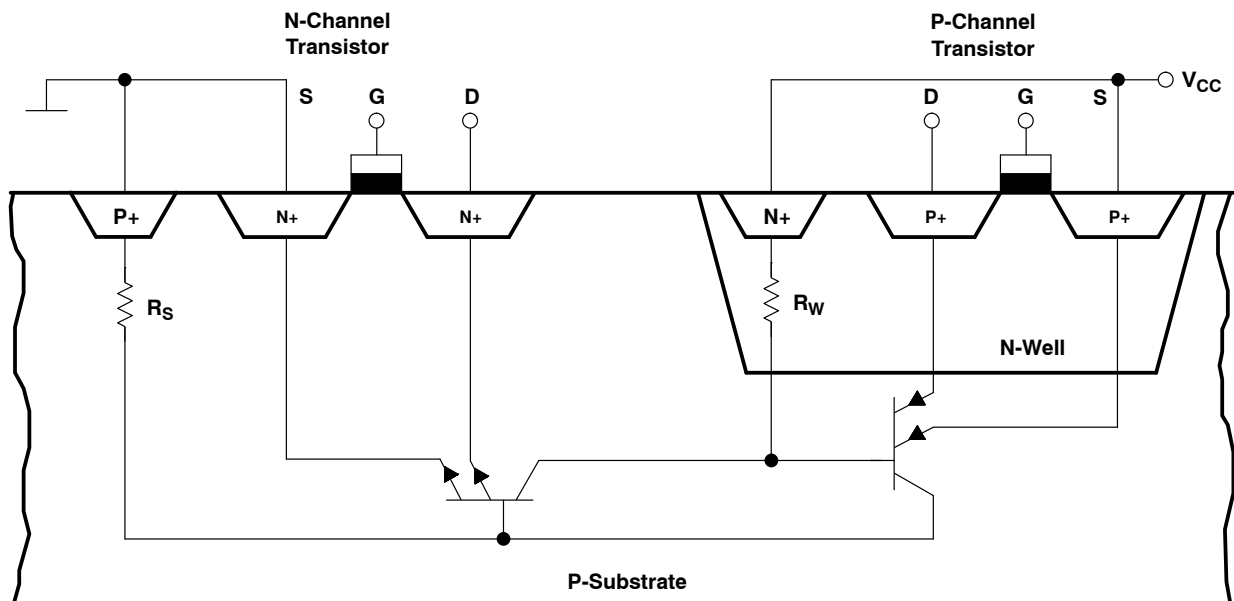 N-Channel
Transistor
P-Channel
Transistor
S
G
D
D
G
S
V_CC
P+
N+
N+
N+
P+
P+
R_S
R_W
N-Well
P-Substrate